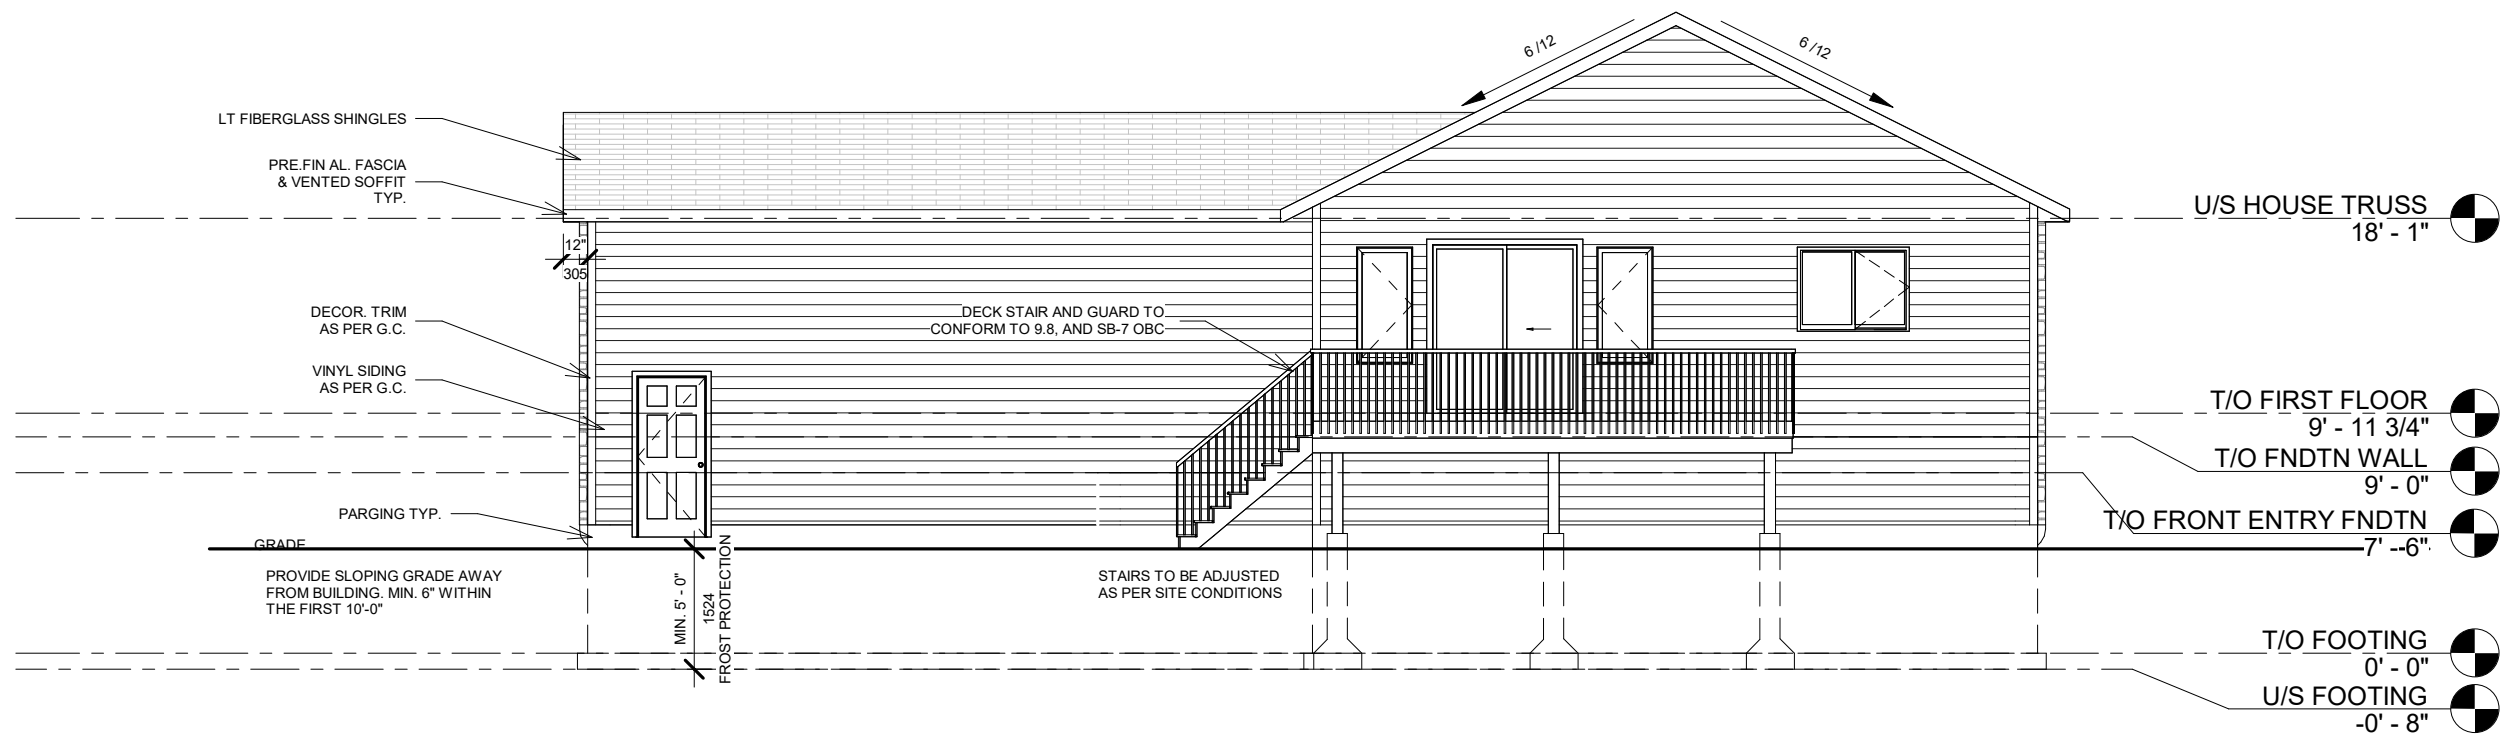 6 /12
6 /12
LT FIBERGLASS SHINGLES
PRE.FIN AL. FASCIA
& VENTED SOFFIT
TYP.
U/S HOUSE TRUSS
18' - 1"
12"
305
DECOR. TRIM
AS PER G.C.
DECK STAIR AND GUARD TO
CONFORM TO 9.8, AND SB-7 OBC
VINYL SIDING
AS PER G.C.
T/O FIRST FLOOR
9' - 11 3/4"
T/O FNDTN WALL
9' - 0"
PARGING TYP.
T/O FRONT ENTRY FNDTN
7' - 6"
GRADE
PROVIDE SLOPING GRADE AWAY
FROM BUILDING. MIN. 6" WITHIN
THE FIRST 10'-0"
MIN. 5' - 0"
1524
FROST PROTECTION
STAIRS TO BE ADJUSTED
AS PER SITE CONDITIONS
T/O FOOTING
0' - 0"
U/S FOOTING
-0' - 8"